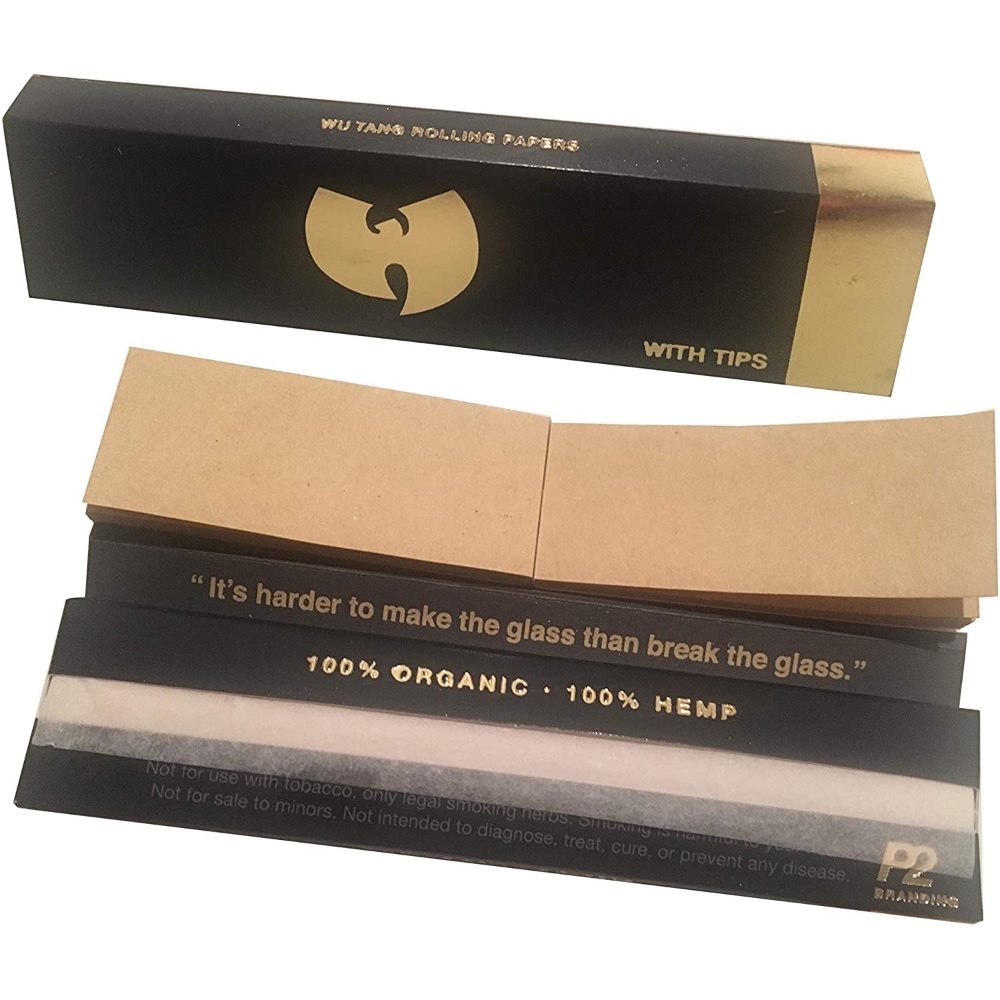 WU TANG ROLLING PAPERS
WITH TIPS
“It's harder to make the glass than break the glass.”
100% ORGANIC · 100% HEMP
Not for use with tobacco, only legal smoking herbs. Smoking is harmful to your
Not for sale to minors. Not intended to diagnose, treat, cure, or prevent any disease.
P2
BRANDING